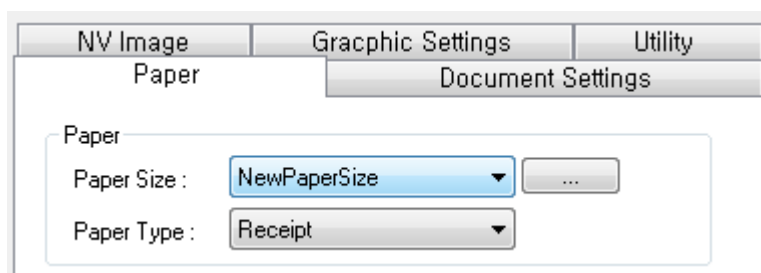 NV Image Gracphic Settings Utility
Paper Document Settings
Paper
Paper Size : NewPaperSize ...
Paper Type : Receipt